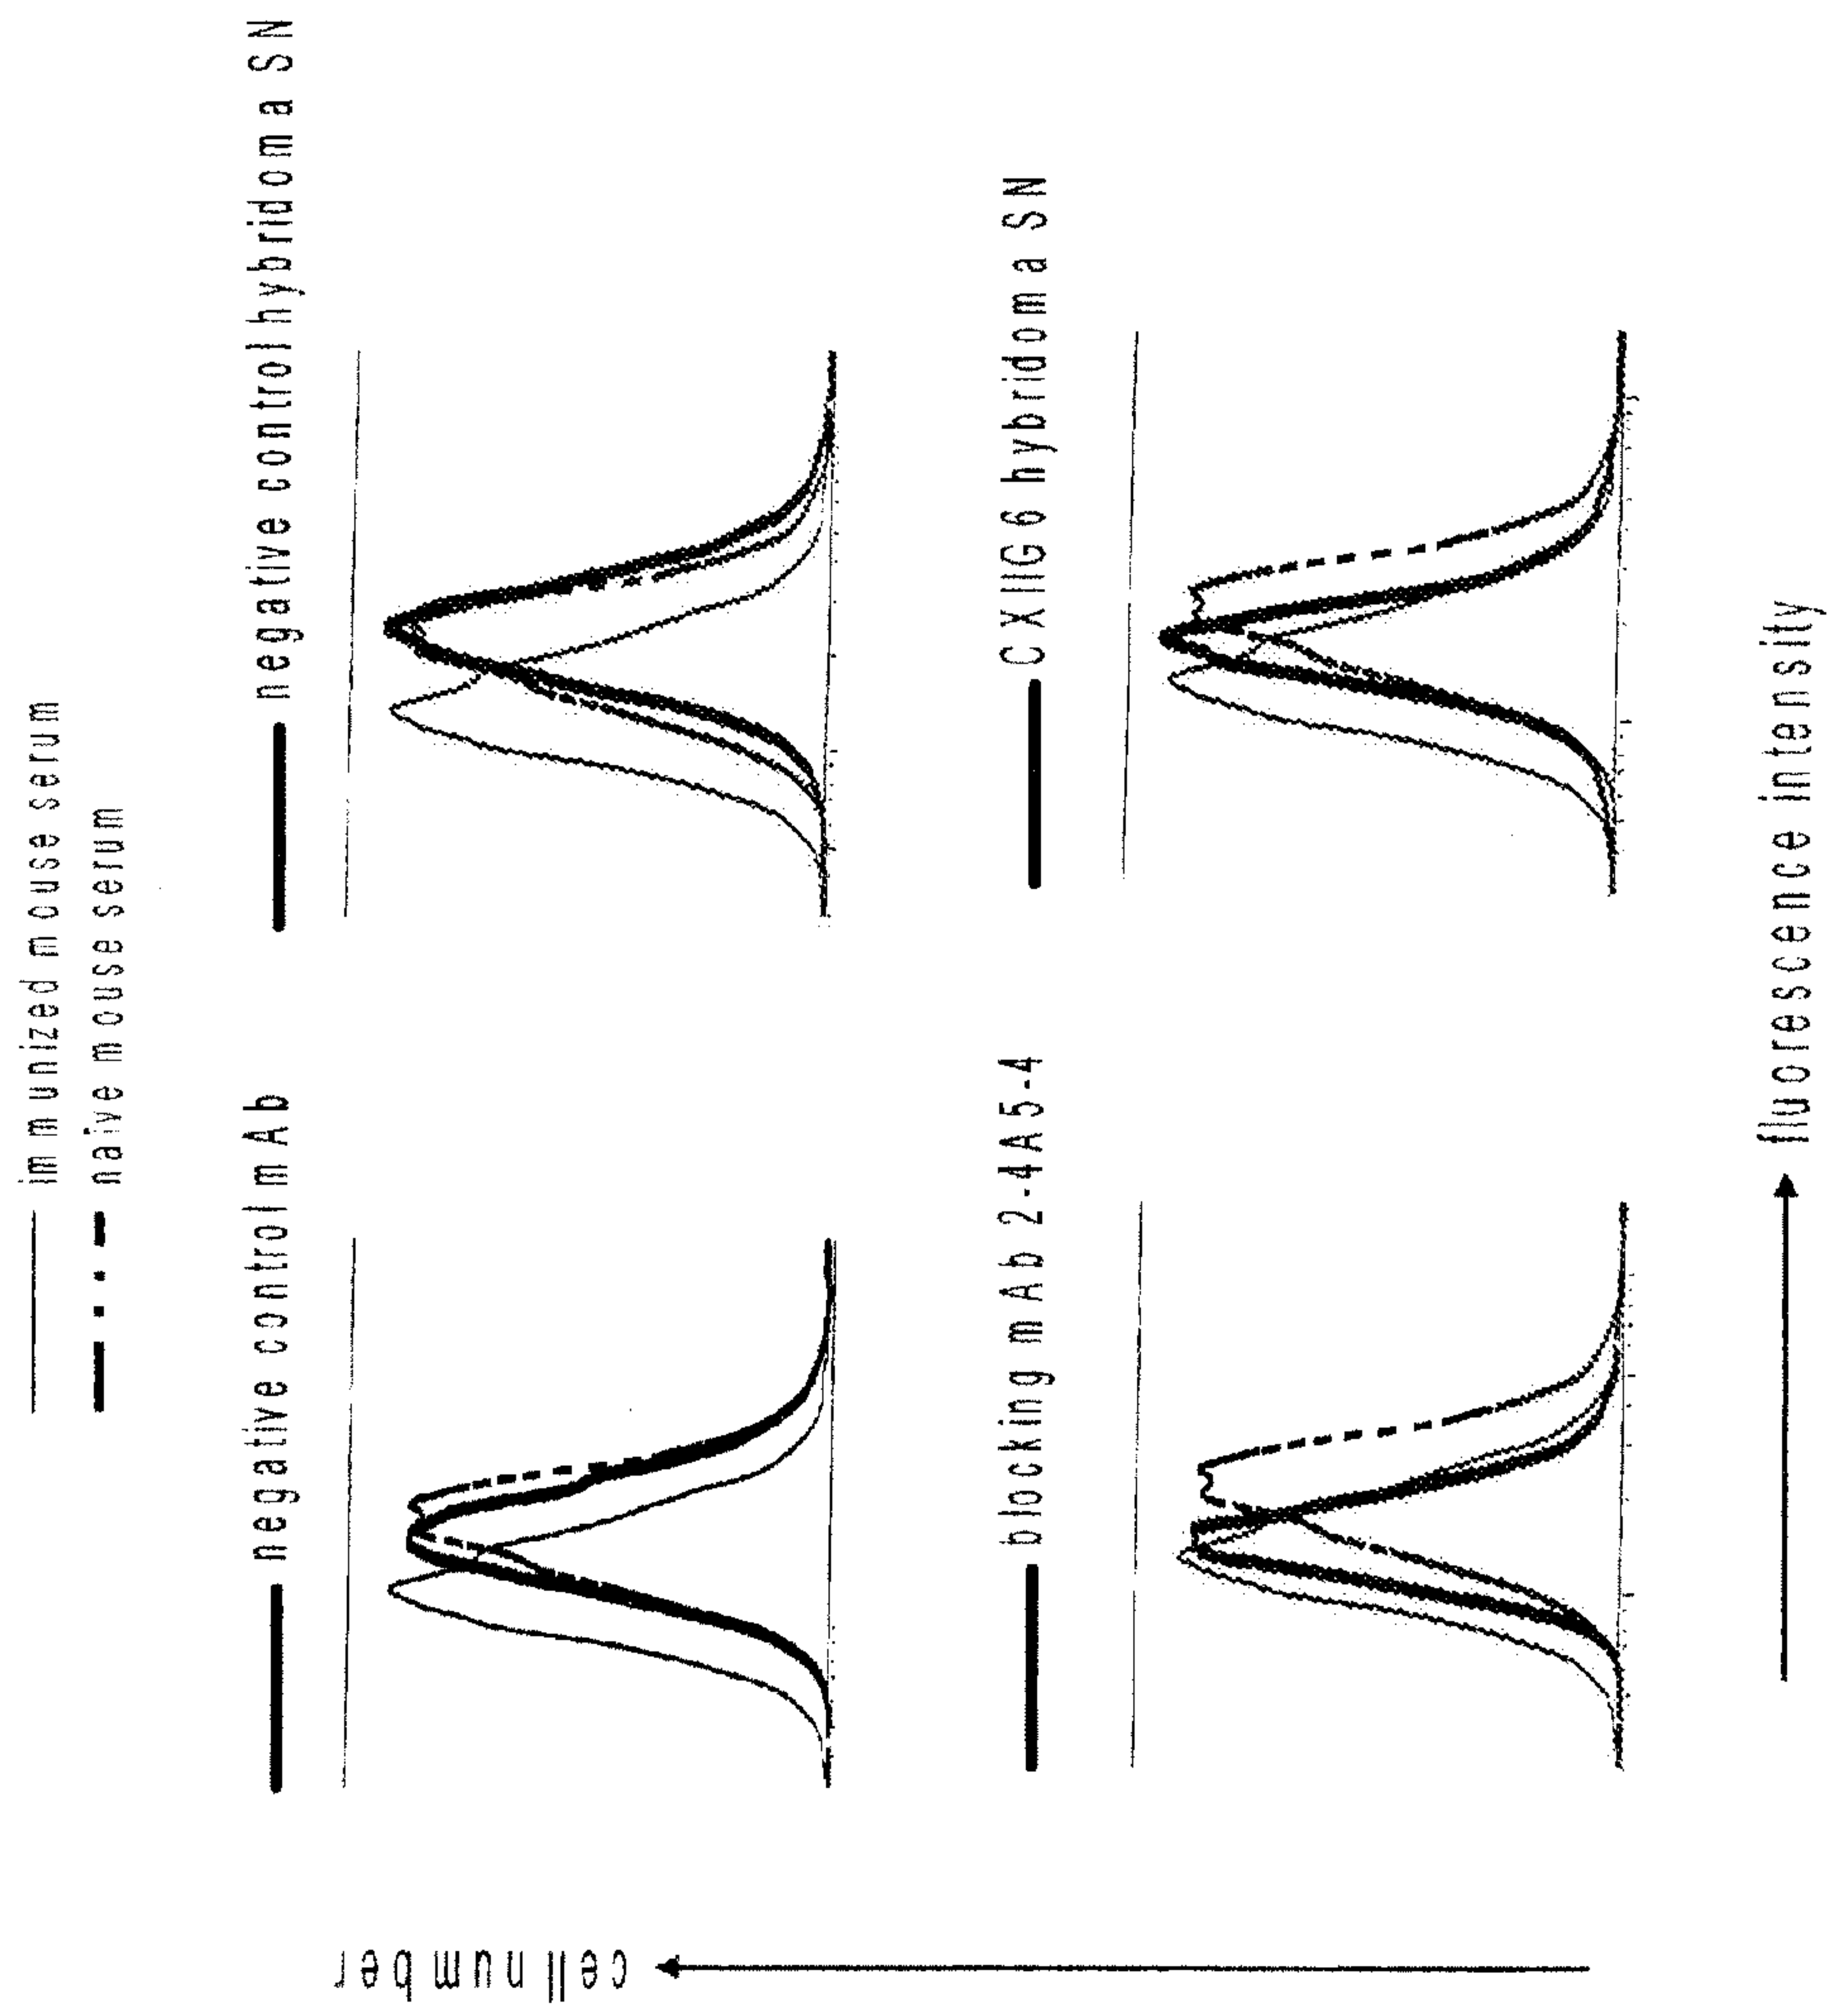 immunized mouse serum
naïve mouse serum
negative control mAb
negative control hybridoma SN
blocking mAb 2-4A5-4
CXIIG6 hybridoma SN
cell number
fluorescence intensity